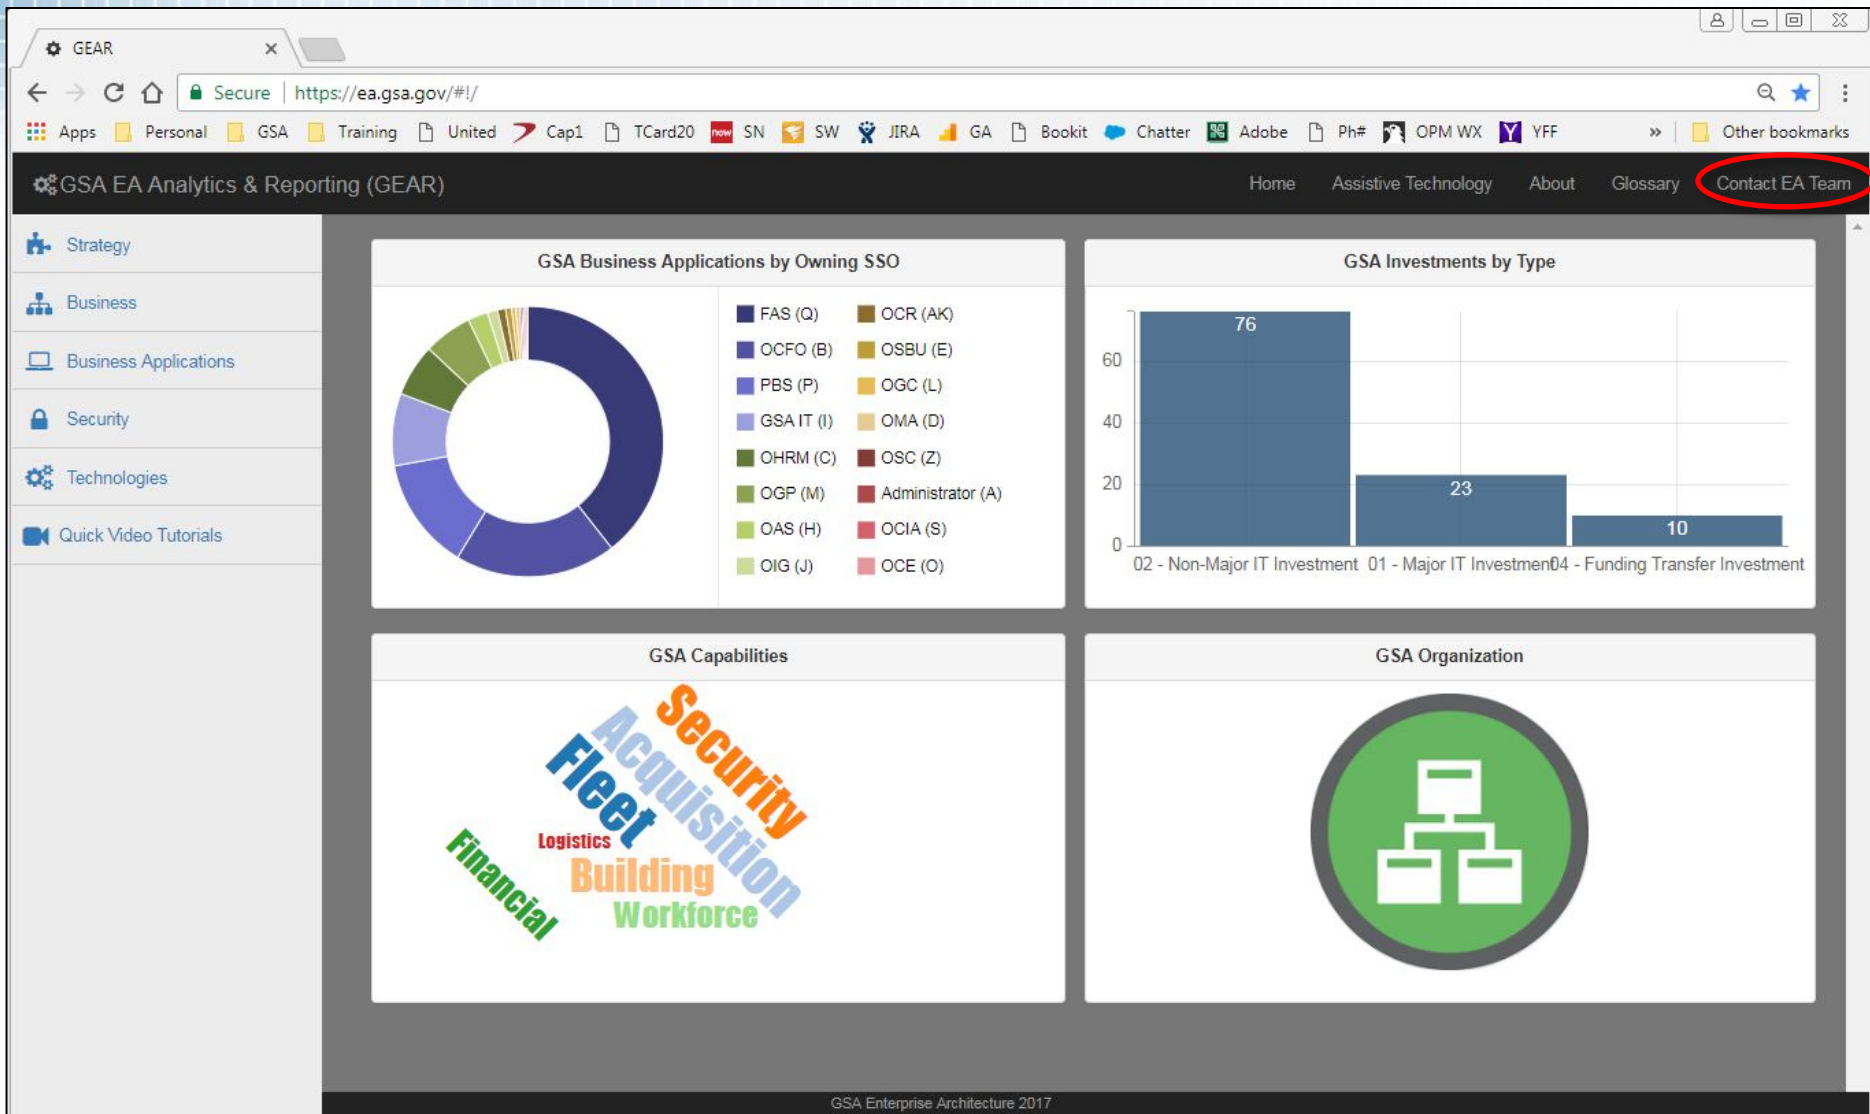 GEAR
Secure | https://ea.gsa.gov/#!/
Apps Personal GSA Training United Cap1 TCard20 now SN SW JIRA GA Bookit Chatter Adobe Ph# OPM WX Y YFF » Other bookmarks
GSA EA Analytics & Reporting (GEAR)
Home Assistive Technology About Glossary Contact EA Team
Strategy
Business
Business Applications
Security
Technologies
Quick Video Tutorials
GSA Business Applications by Owning SSO
FAS (Q)
OCFO (B)
PBS (P)
GSA IT (I)
OHRM (C)
OGP (M)
OAS (H)
OIG (J)
OCR (AK)
OSBU (E)
OGC (L)
OMA (D)
OSC (Z)
Administrator (A)
OCIA (S)
OCE (O)
GSA Investments by Type
60
40
20
0
76
23
10
02 - Non-Major IT Investment
01 - Major IT Investment
04 - Funding Transfer Investment
GSA Capabilities
Security
Acquisition
Fleet
Logistics
Financial
Building
Workforce
GSA Organization
GSA Enterprise Architecture 2017